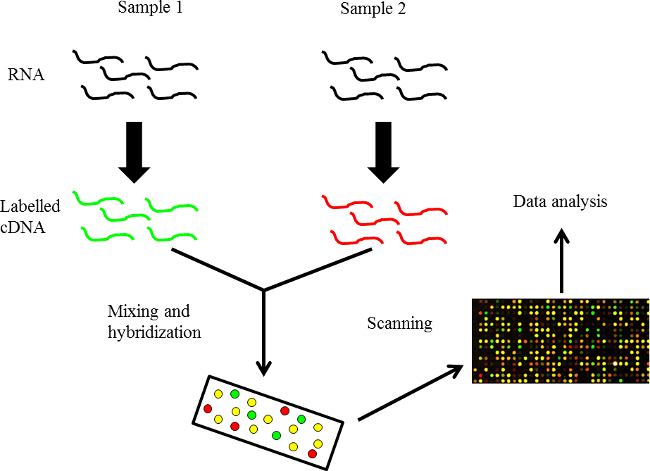 Sample 1
Sample 2
RNA
Labelled
cDNA
Data analysis
Mixing and
hybridization
Scanning